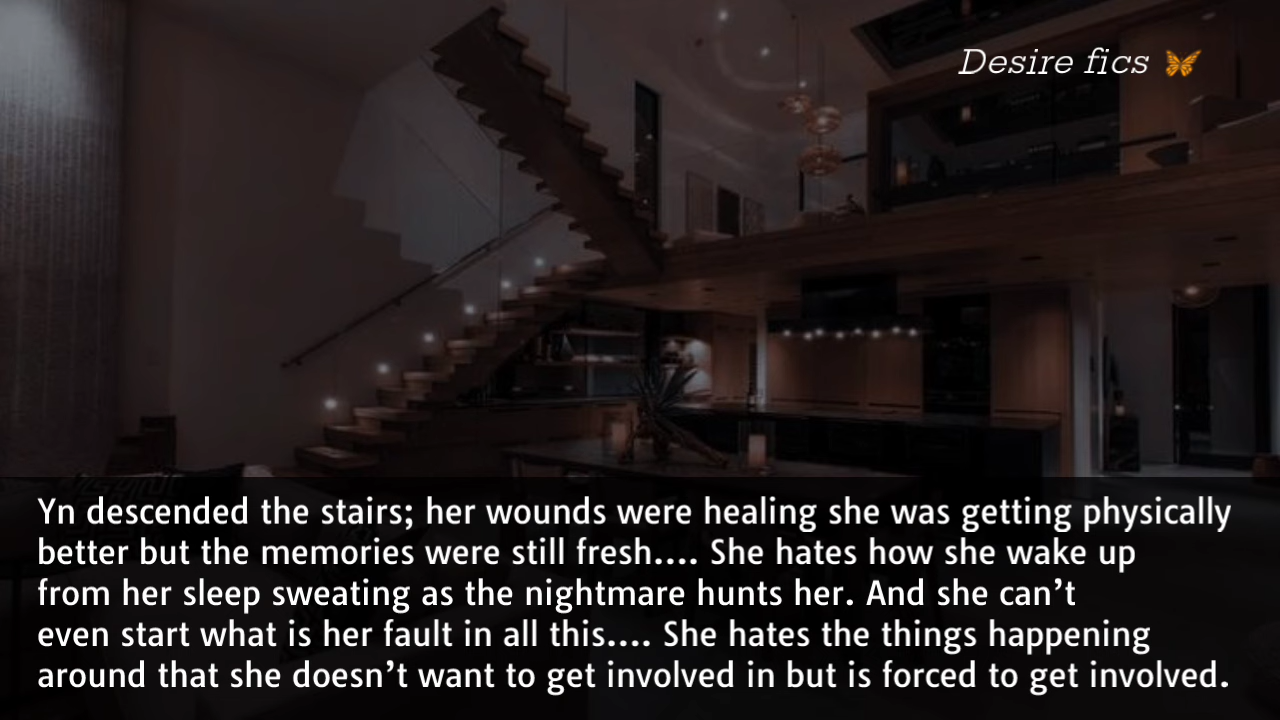 Desire fics 🦋
Yn descended the stairs; her wounds were healing she was getting physically
better but the memories were still fresh.... She hates how she wake up
from her sleep sweating as the nightmare hunts her. And she can’t
even start what is her fault in all this.... She hates the things happening
around that she doesn’t want to get involved in but is forced to get involved.